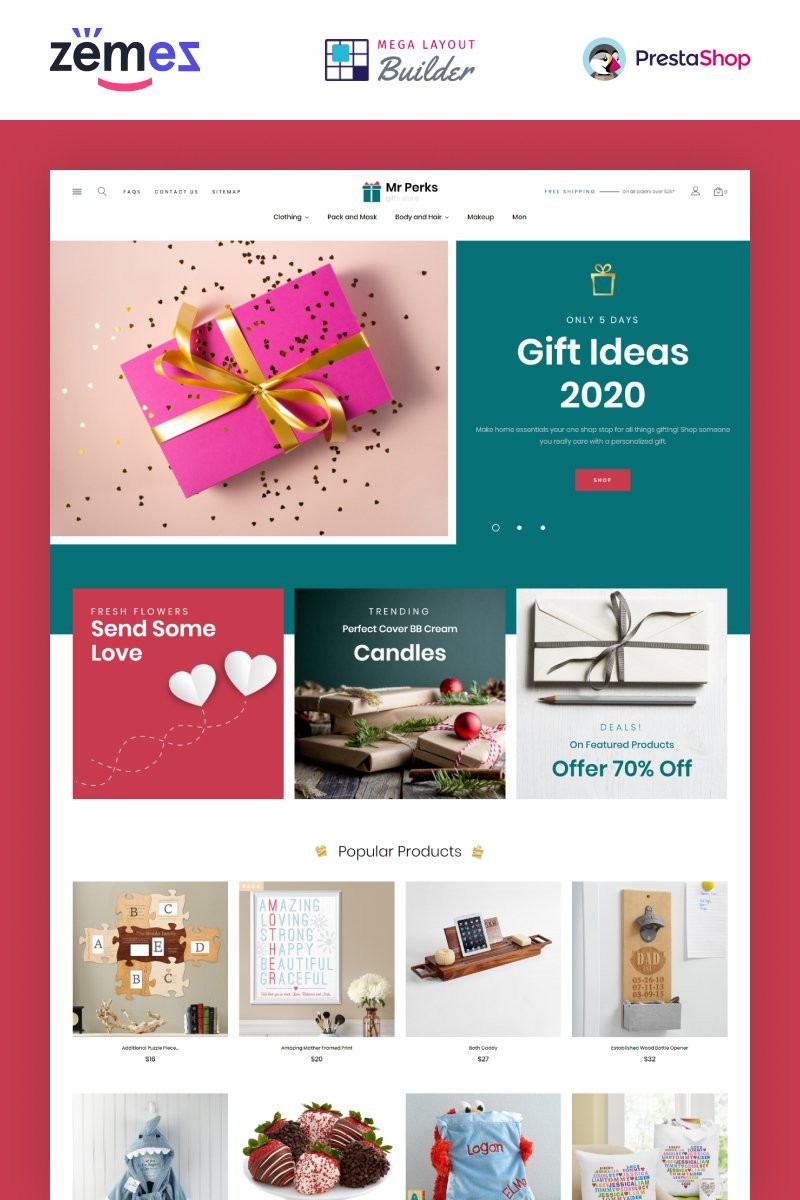 zemes
MEGA LAYOUT
Builder
PrestaShop
FAQS CONTACT US SITEMAP
Mr Perks
gifts store
FREE SHIPPING on all orders over $25*
0
Clothing Pack and Mask Body and Hair Makeup Men
ONLY 5 DAYS
Gift Ideas
2020
Make home essentials your one shop stop for all things gifting! Shop someone
you really care with a personalized gift.
SHOP
FRESH FLOWERS
Send Some
Love
TRENDING
Perfect Cover BB Cream
Candles
DEALS!
On Featured Products
Offer 70% Off
Popular Products
B C
A E D
B C
AMAZING
LOVING
STRONG
HAPPY
BEAUTIFUL
GRACEFUL
DAD
05-26-10
07-11-13
03-09-15
Additional Puzzle Piece...
$16
Amazing Mother Framed Print
$20
Bath Caddy
$27
Established Wood Bottle Opener
$32
Logan
ELMO